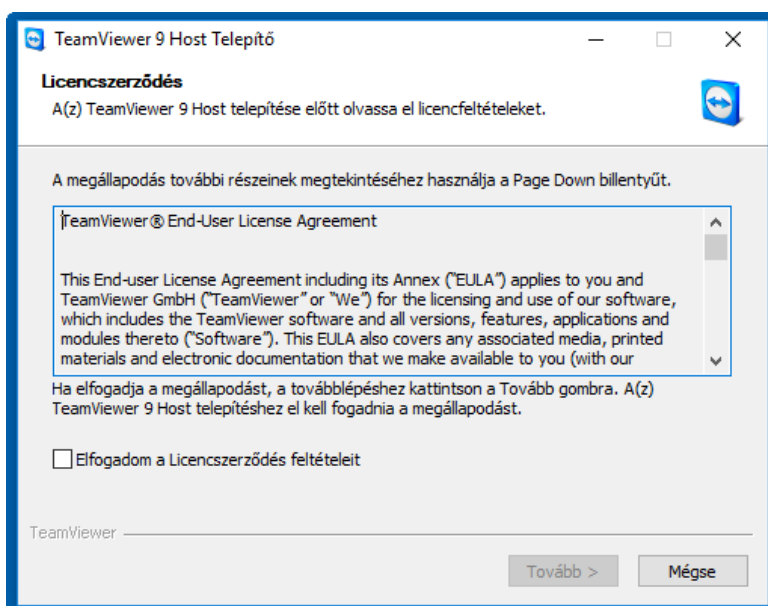 TeamViewer 9 Host Telepítő
Licencszerződés
A(z) TeamViewer 9 Host telepítése előtt olvassa el licencfeltételeket.
A megállapodás további részeinek megtekintéséhez használja a Page Down billentyűt.
TeamViewer® End-User License Agreement
This End-user License Agreement including its Annex (“EULA”) applies to you and
TeamViewer GmbH (“TeamViewer” or “We”) for the licensing and use of our software,
which includes the TeamViewer software and all versions, features, applications and
modules thereto (“Software”). This EULA also covers any associated media, printed
materials and electronic documentation that we make available to you (with our
Ha elfogadja a megállapodást, a továbblépéshez kattintson a Tovább gombra. A(z)
TeamViewer 9 Host telepítéshez el kell fogadnia a megállapodást.
Elfogadom a Licencszerződés feltételeit
TeamViewer
Tovább >
Mégse